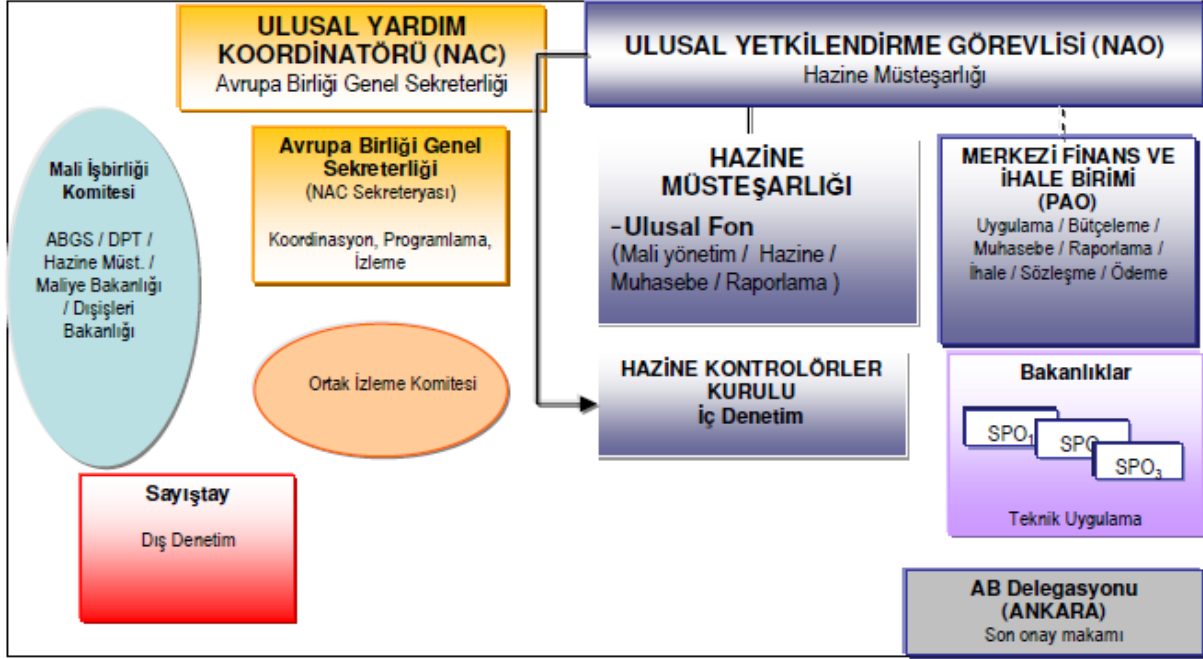 ULUSAL YARDIM
KOORDİNATÖRÜ (NAC)
Avrupa Birliği Genel Sekreterliği
ULUSAL YETKİLENDİRME GÖREVLİSİ (NAO)
Hazine Müsteşarlığı
Mali İşbirliği
Komitesi
ABGS / DPT /
Hazine Müst. /
Maliye Bakanlığı
/ Dışişleri
Bakanlığı
Avrupa Birliği Genel
Sekreterliği
(NAC Sekreteryası)
Koordinasyon, Programlama,
İzleme
HAZİNE
MÜSTEŞARLIĞI
-Ulusal Fon
(Mali yönetim / Hazine /
Muhasebe / Raporlama )
MERKEZİ FİNANS VE
İHALE BİRİMİ
(PAO)
Uygulama / Bütçeleme /
Muhasebe / Raporlama /
İhale / Sözleşme / Ödeme
Ortak İzleme Komitesi
HAZİNE KONTROLÖRLER
KURULU
İç Denetim
Bakanlıklar
SPO₁
SPO
SPO₃
Teknik Uygulama
Sayıştay
Dış Denetim
AB Delegasyonu
(ANKARA)
Son onay makamı